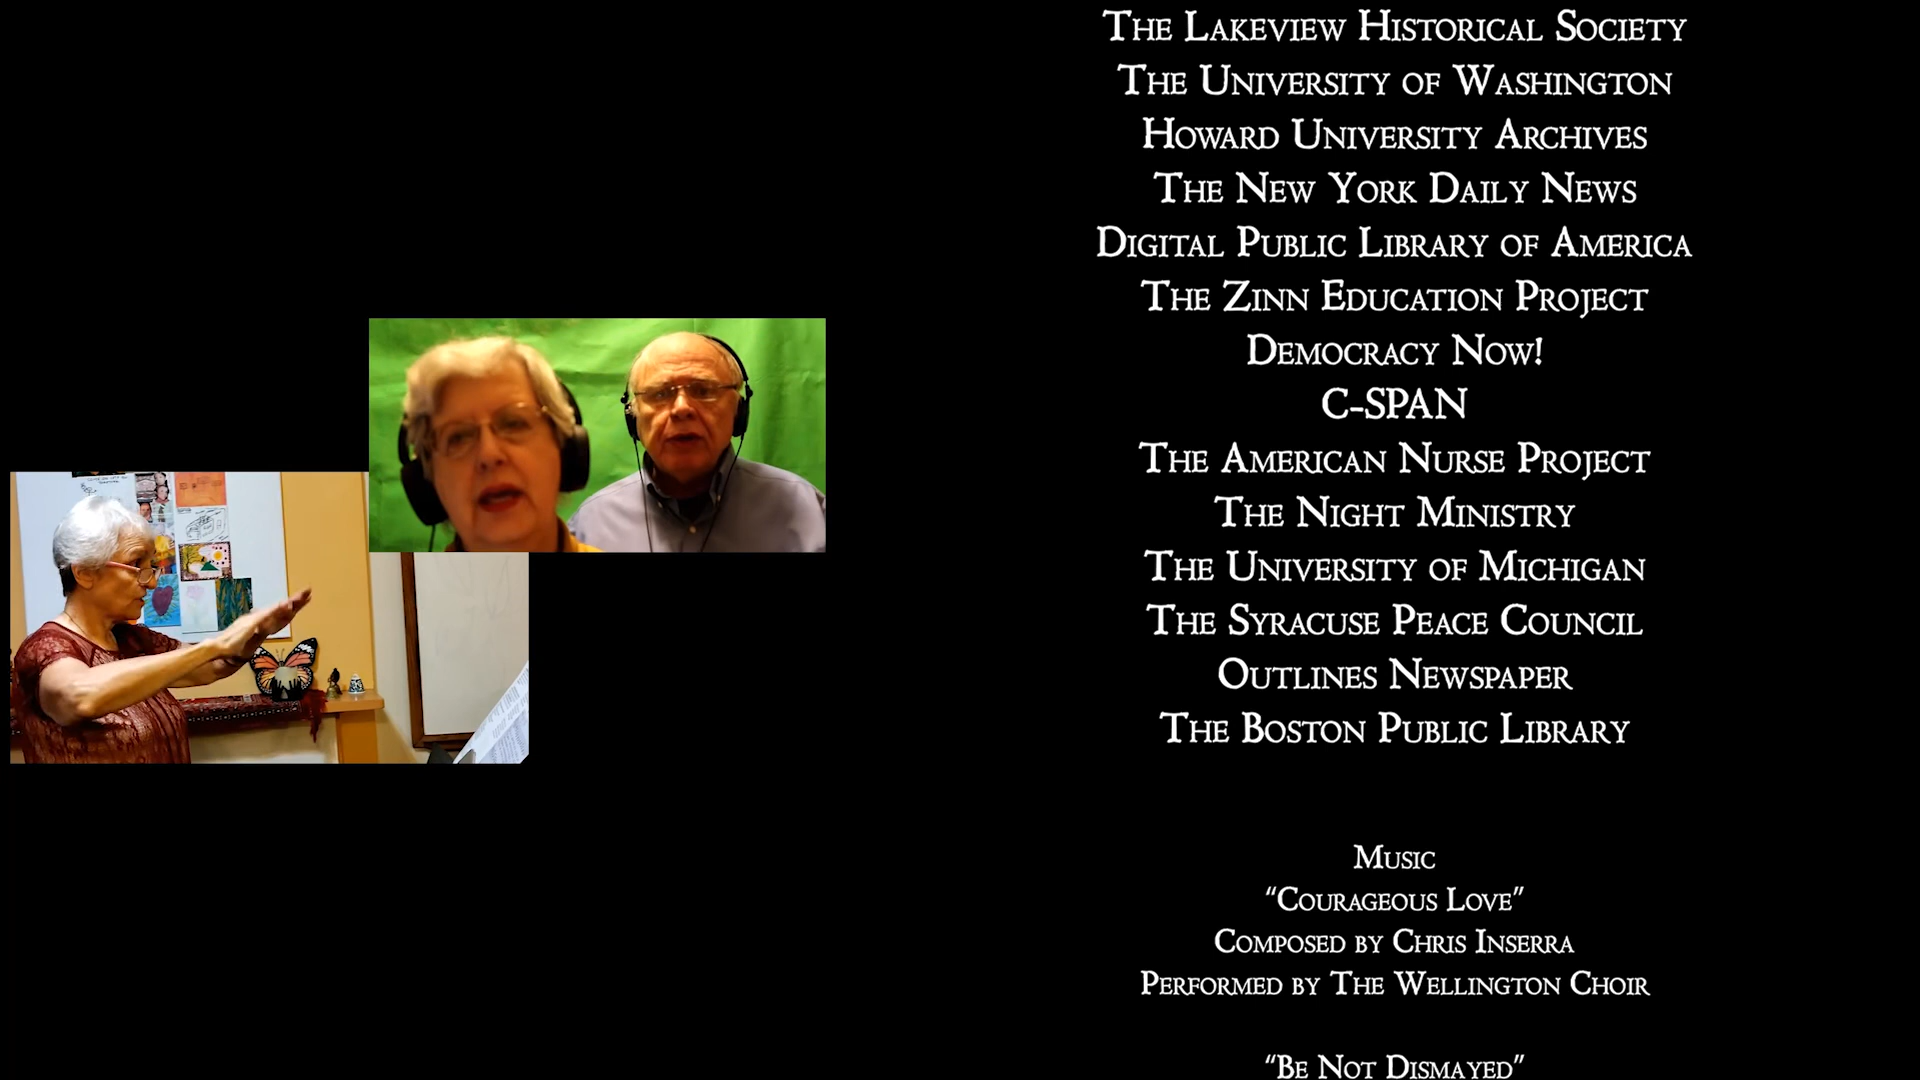 The Lakeview Historical Society
The University of Washington
Howard University Archives
The New York Daily News
Digital Public Library of America
The Zinn Education Project
Democracy Now!
C-SPAN
The American Nurse Project
The Night Ministry
The University of Michigan
The Syracuse Peace Council
Outlines Newspaper
The Boston Public Library
Music
“Courageous Love”
Composed by Chris Inserra
Performed by The Wellington Choir
“Be Not Dismayed”